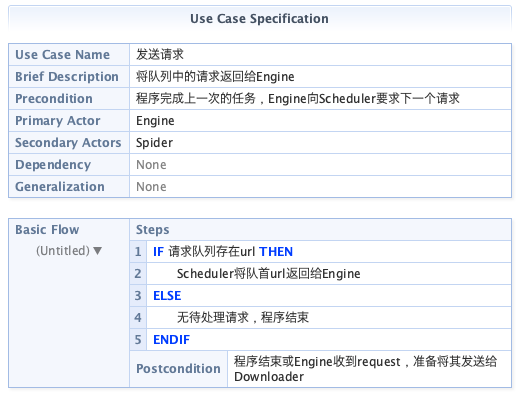 Use Case Specification
Use Case Name 发送请求
Brief Description 将队列中的请求返回给Engine
Precondition 程序完成上一次的任务，Engine向Scheduler要求下一个请求
Primary Actor Engine
Secondary Actors Spider
Dependency None
Generalization None
Basic Flow Steps
(Untitled) ▼
1 IF 请求队列存在url THEN
2 Scheduler将队首url返回给Engine
3 ELSE
4 无待处理请求，程序结束
5 ENDIF
Postcondition 程序结束或Engine收到request，准备将其发送给
Downloader